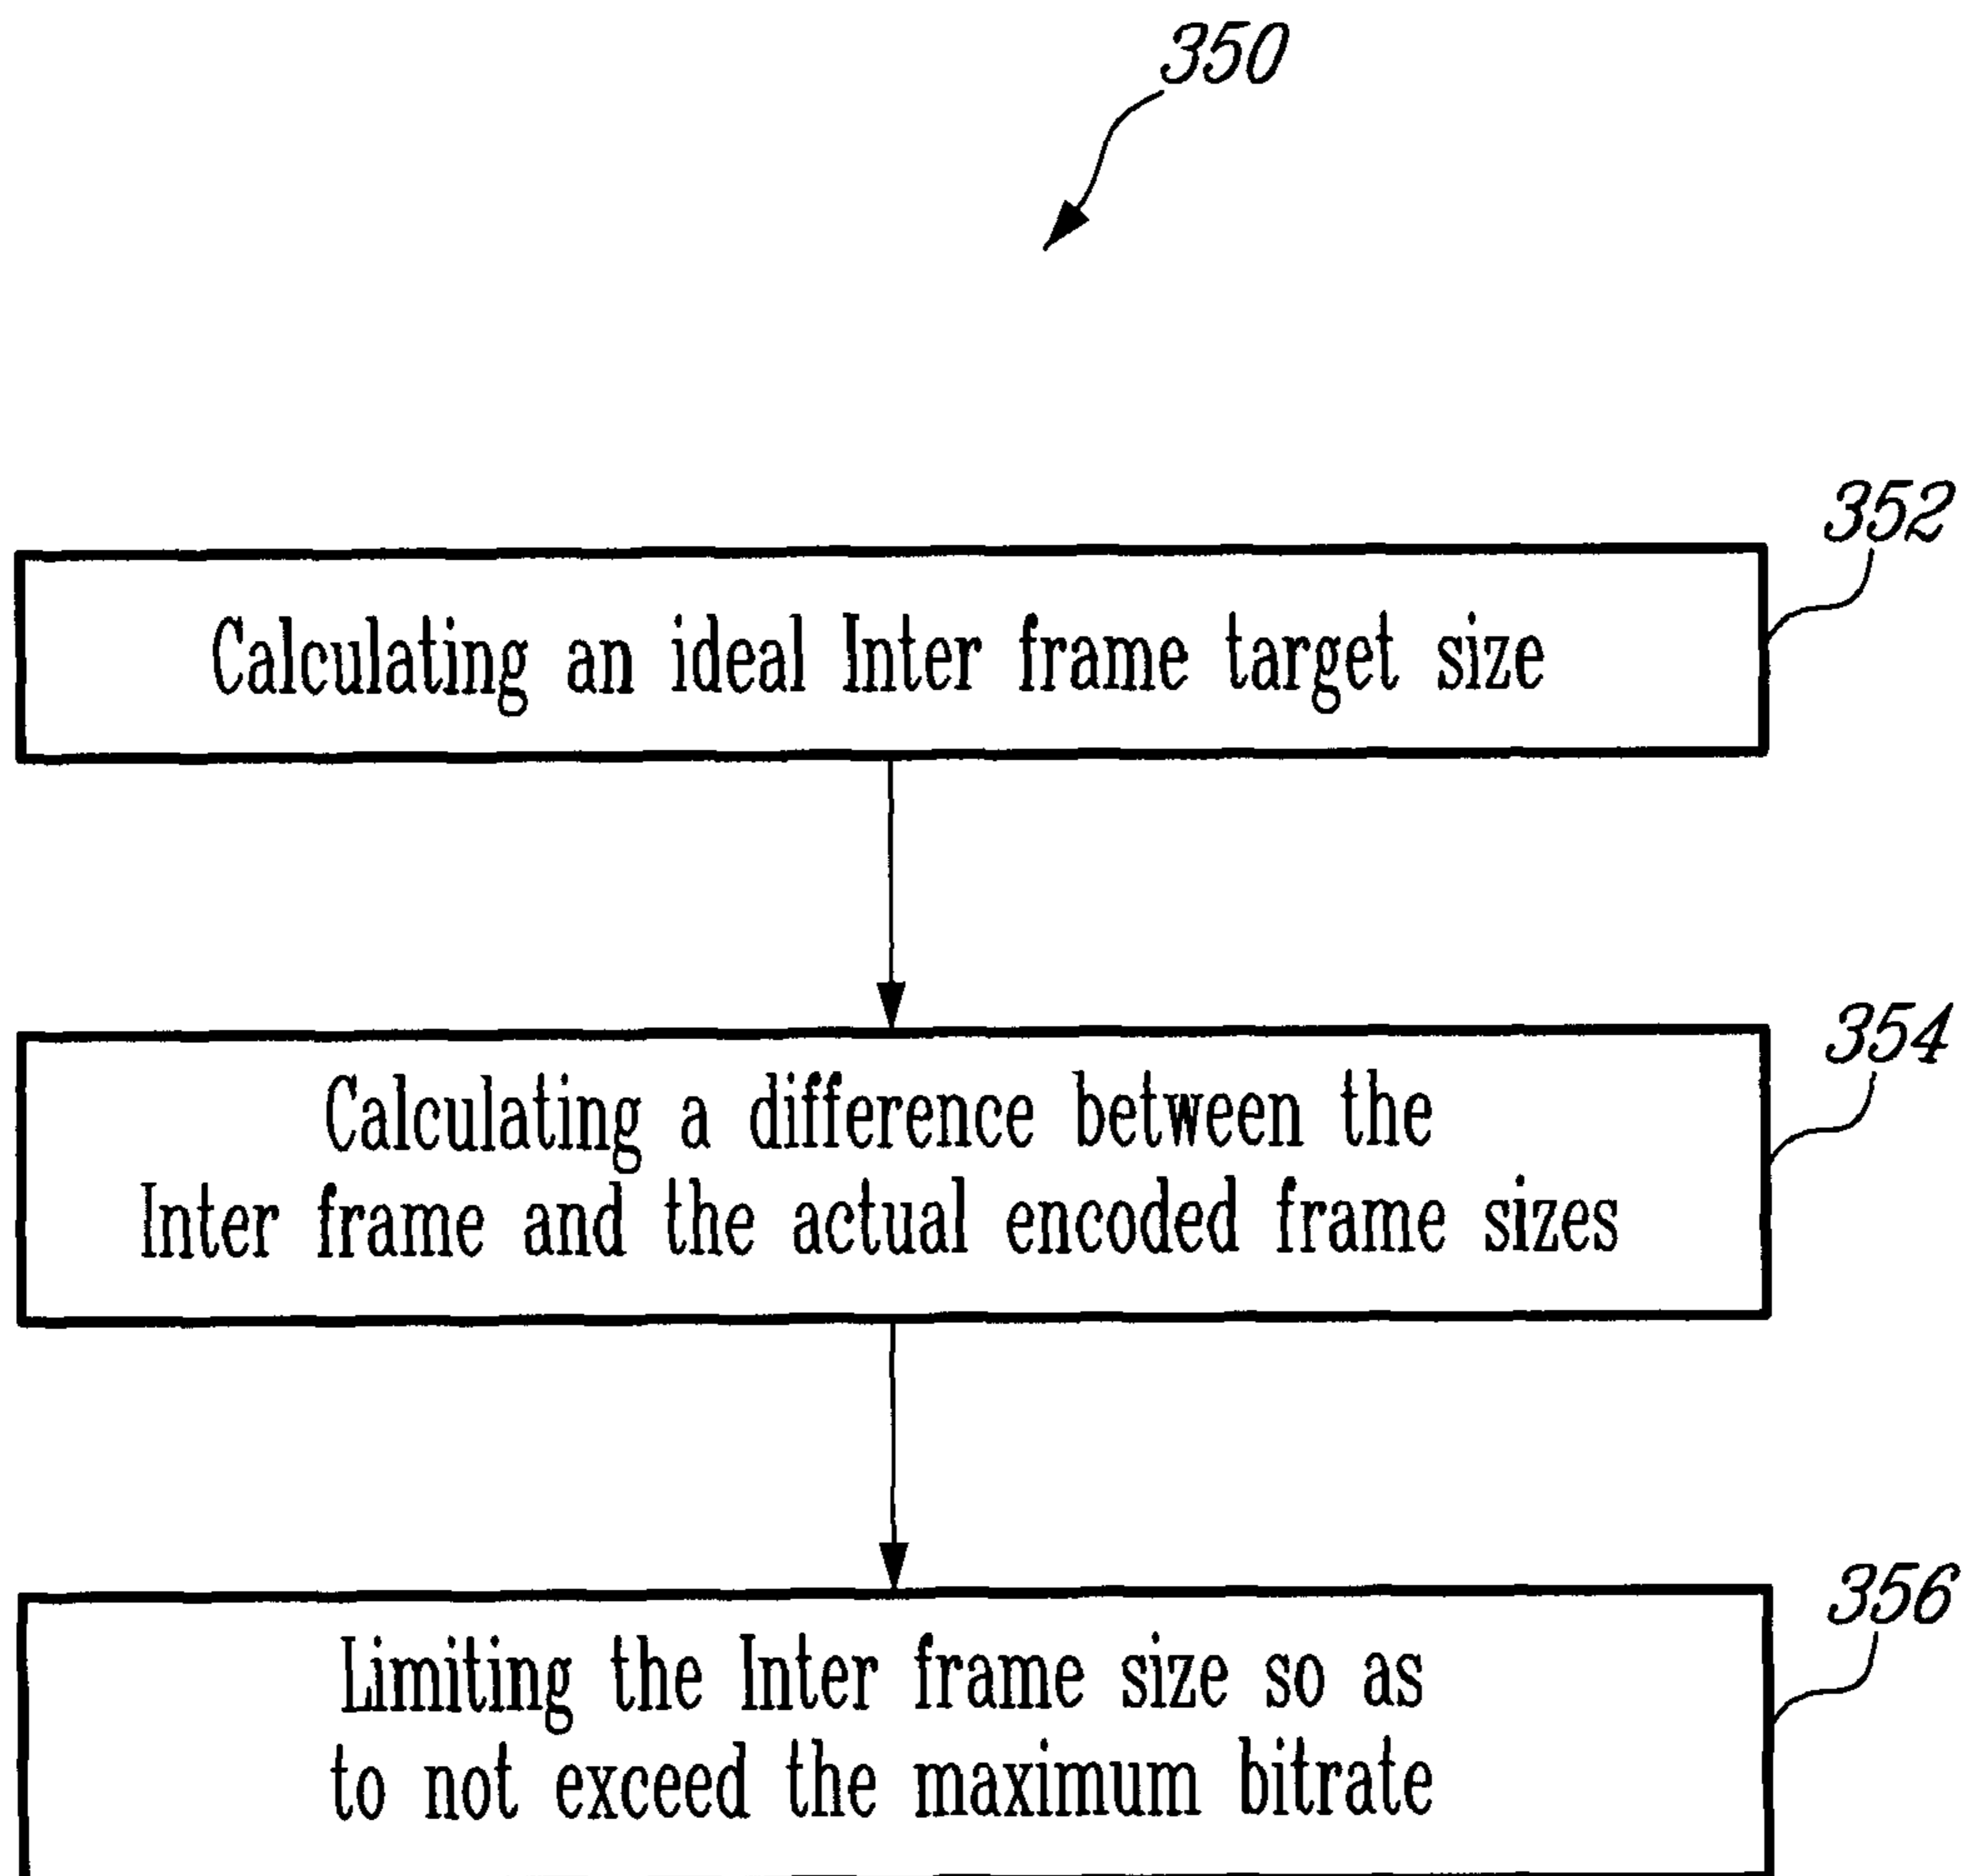 350
352
Calculating an ideal Inter frame target size
354
Calculating a difference between the
Inter frame and the actual encoded frame sizes
356
Limiting the Inter frame size so as
to not exceed the maximum bitrate